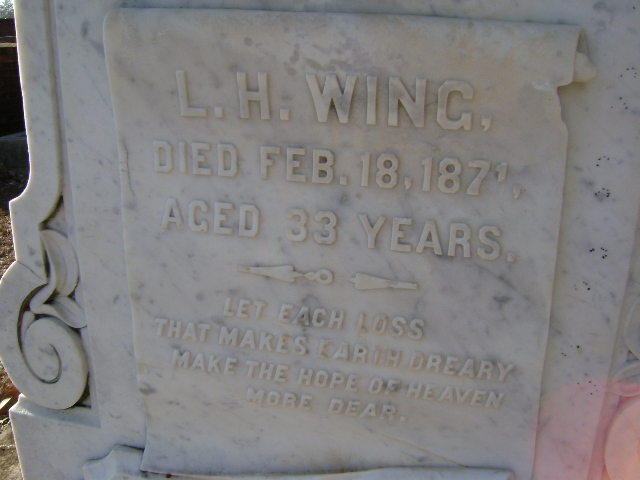 L. H. WING,
DIED FEB. 18, 1871,
AGED 33 YEARS.
LET EACH LOSS
THAT MAKES EARTH DREARY
MAKE THE HOPE OF HEAVEN
MORE DEAR.